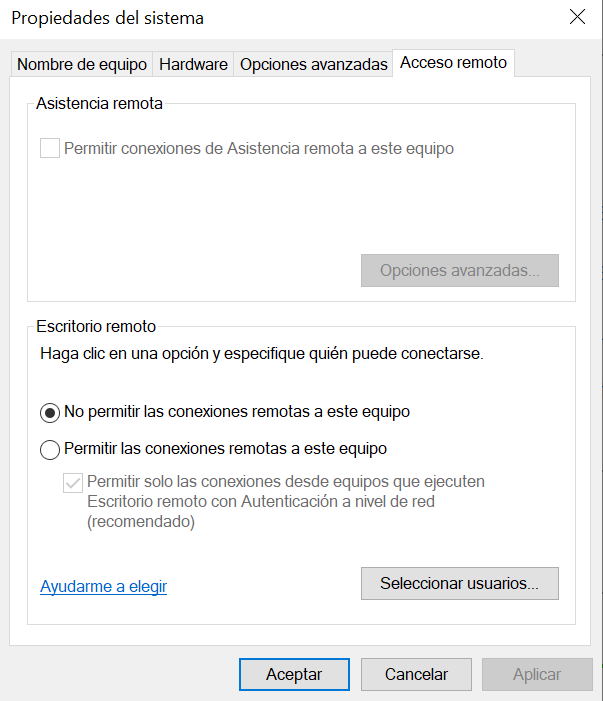 Propiedades del sistema
Nombre de equipo Hardware Opciones avanzadas Acceso remoto
Asistencia remota
Permitir conexiones de Asistencia remota a este equipo
Opciones avanzadas...
Escritorio remoto
Haga clic en una opción y especifique quién puede conectarse.
No permitir las conexiones remotas a este equipo
Permitir las conexiones remotas a este equipo
Permitir solo las conexiones desde equipos que ejecuten
Escritorio remoto con Autenticación a nivel de red
(recomendado)
Ayudarme a elegir Seleccionar usuarios...
Aceptar Cancelar Aplicar